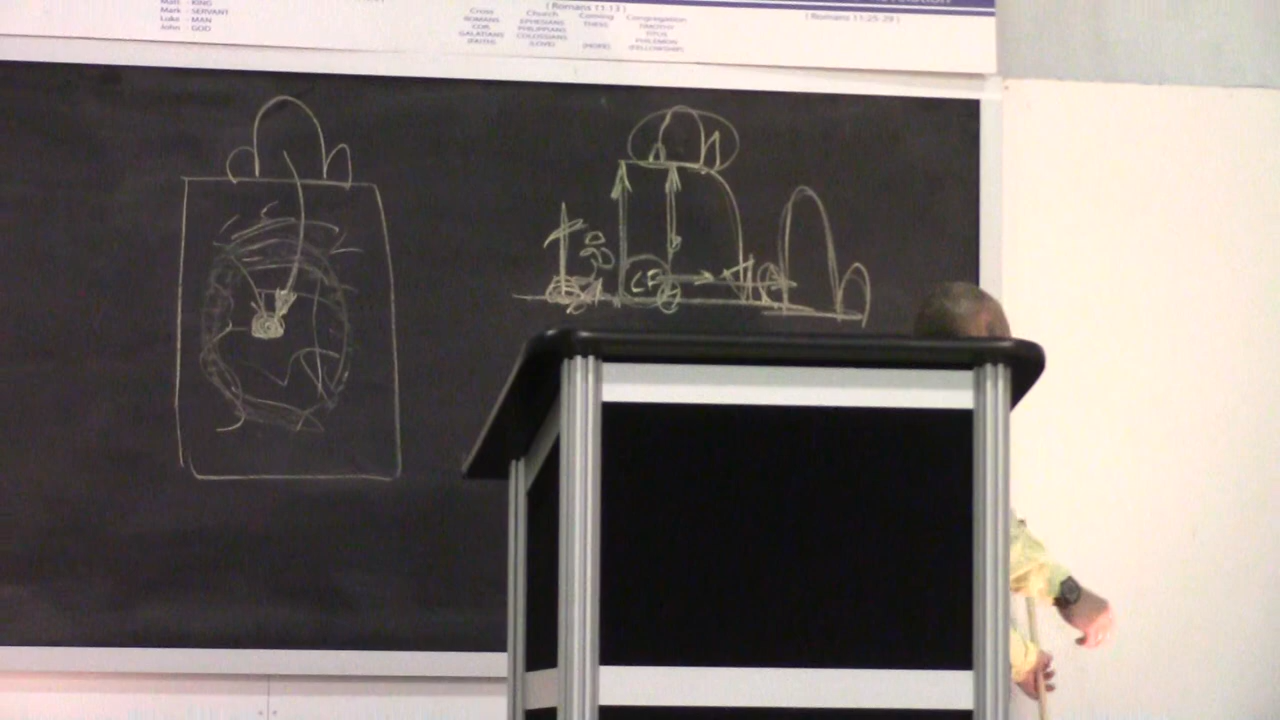 Matt - KING
Mark - SERVANT
Luke - MAN
John - GOD
( Romans 11:13 )
( Romans 11:25-29 )
Cross
ROMANS
COR.
GALATIANS
(FAITH)
Church
EPHESIANS
PHILIPPIANS
COLOSSIANS
(LOVE)
Coming
THESS
(HOPE)
Congregation
TIMOTHY
TITUS
PHILEMON
(FELLOWSHIP)